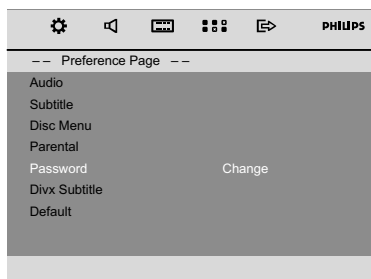 PHILIPS
-- Preference Page --
Audio
Subtitle
Disc Menu
Parental
Password Change
Divx Subtitle
Default